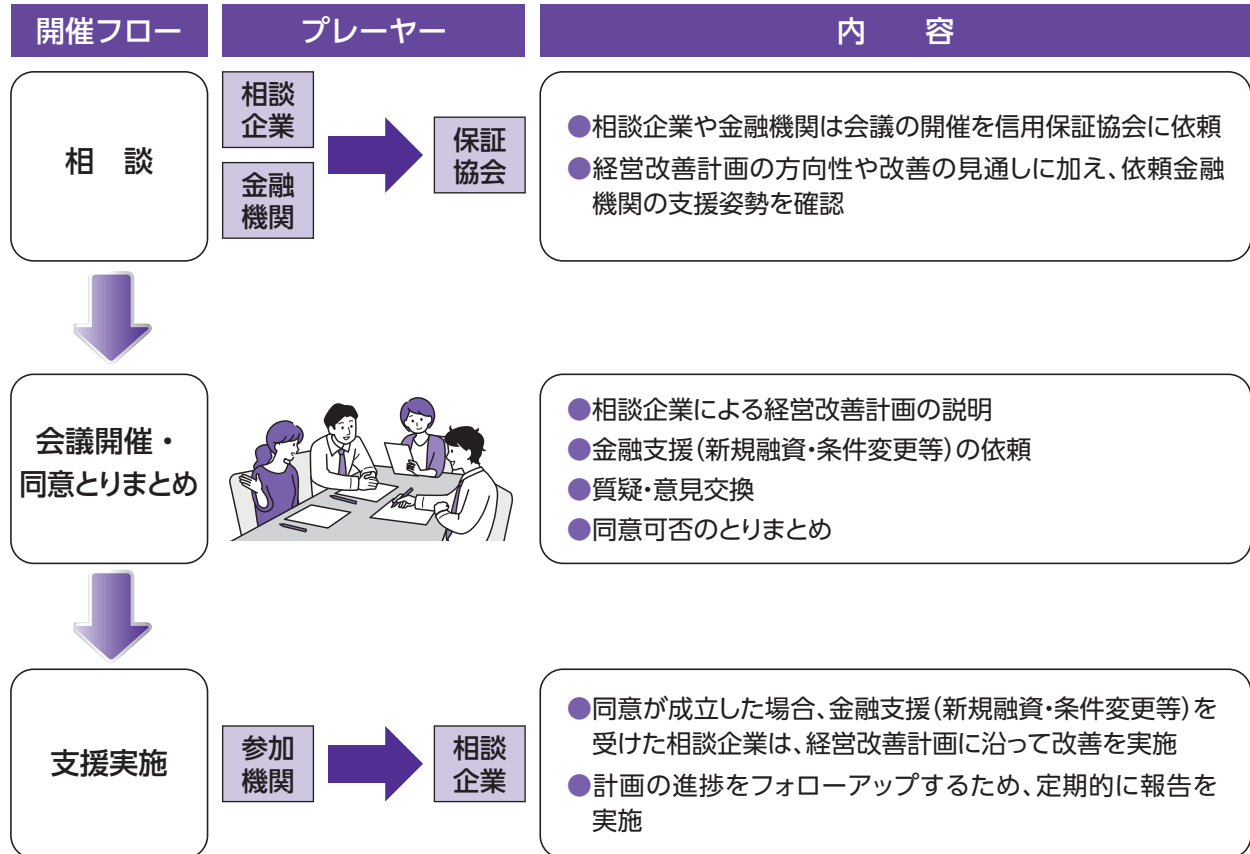 開催フロー
プレーヤー
内　容
相　談
相談
企業
金融
機関
保証
協会
●相談企業や金融機関は会議の開催を信用保証協会に依頼
●経営改善計画の方向性や改善の見通しに加え、依頼金融
機関の支援姿勢を確認
会議開催・
同意とりまとめ
●相談企業による経営改善計画の説明
●金融支援(新規融資・条件変更等)の依頼
●質疑・意見交換
●同意可否のとりまとめ
支援実施
参加
機関
相談
企業
●同意が成立した場合、金融支援(新規融資・条件変更等)を
受けた相談企業は、経営改善計画に沿って改善を実施
●計画の進捗をフォローアップするため、定期的に報告を
実施